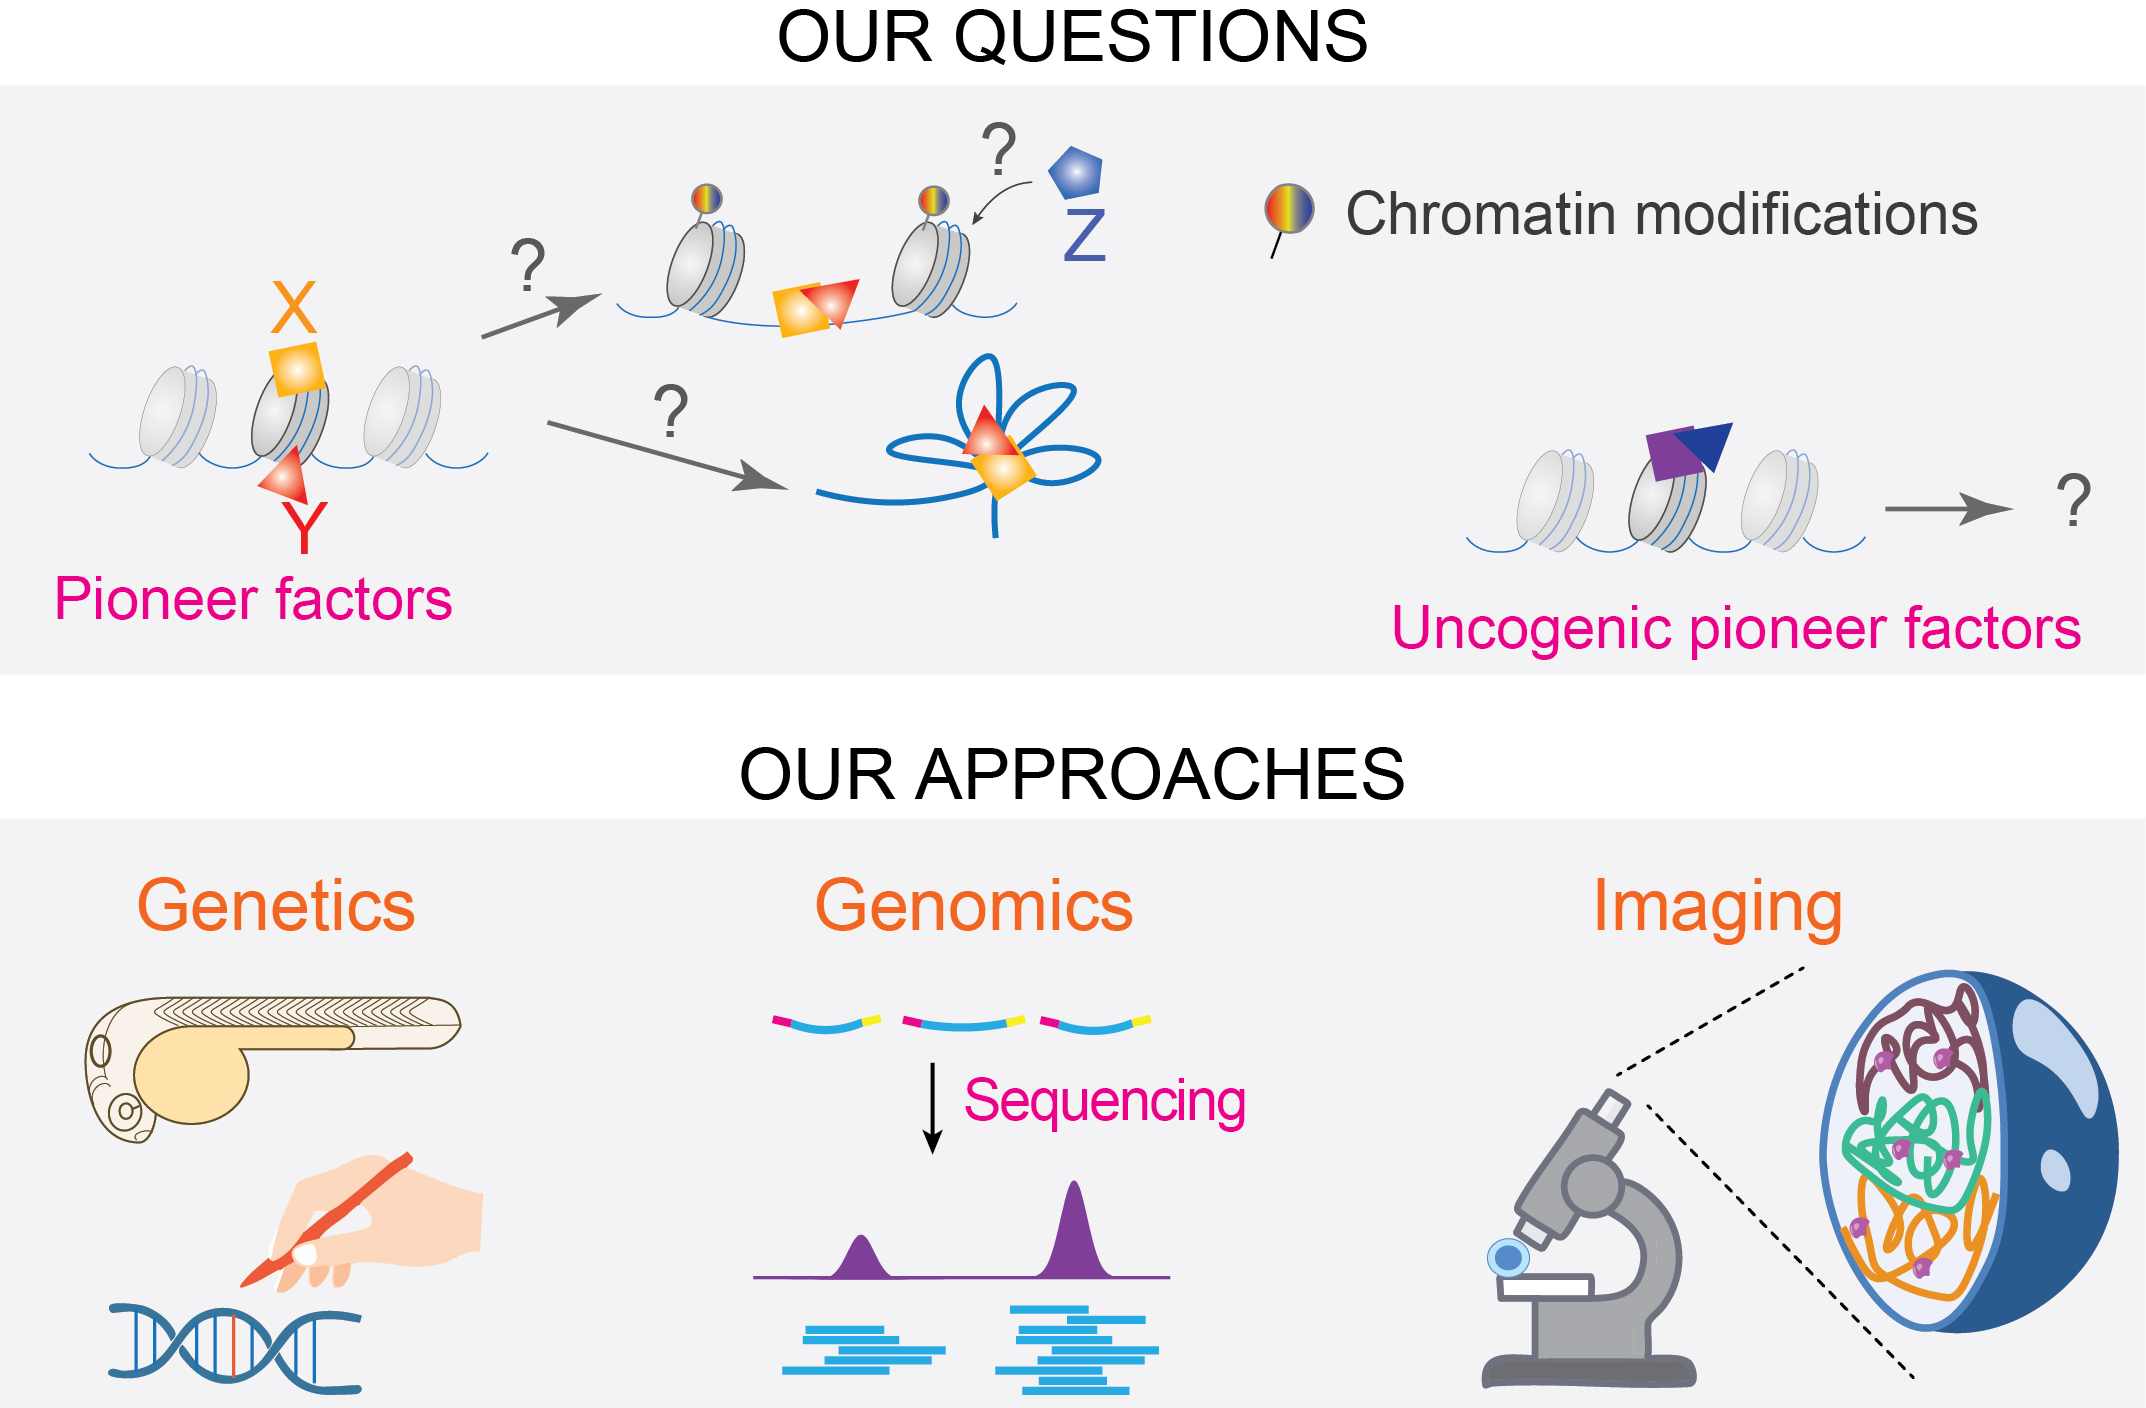 OUR QUESTIONS
?
Z
Chromatin modifications
?
X
?
Y
Pioneer factors
?
Uncogenic pioneer factors
OUR APPROACHES
Genetics
Genomics
Imaging
Sequencing